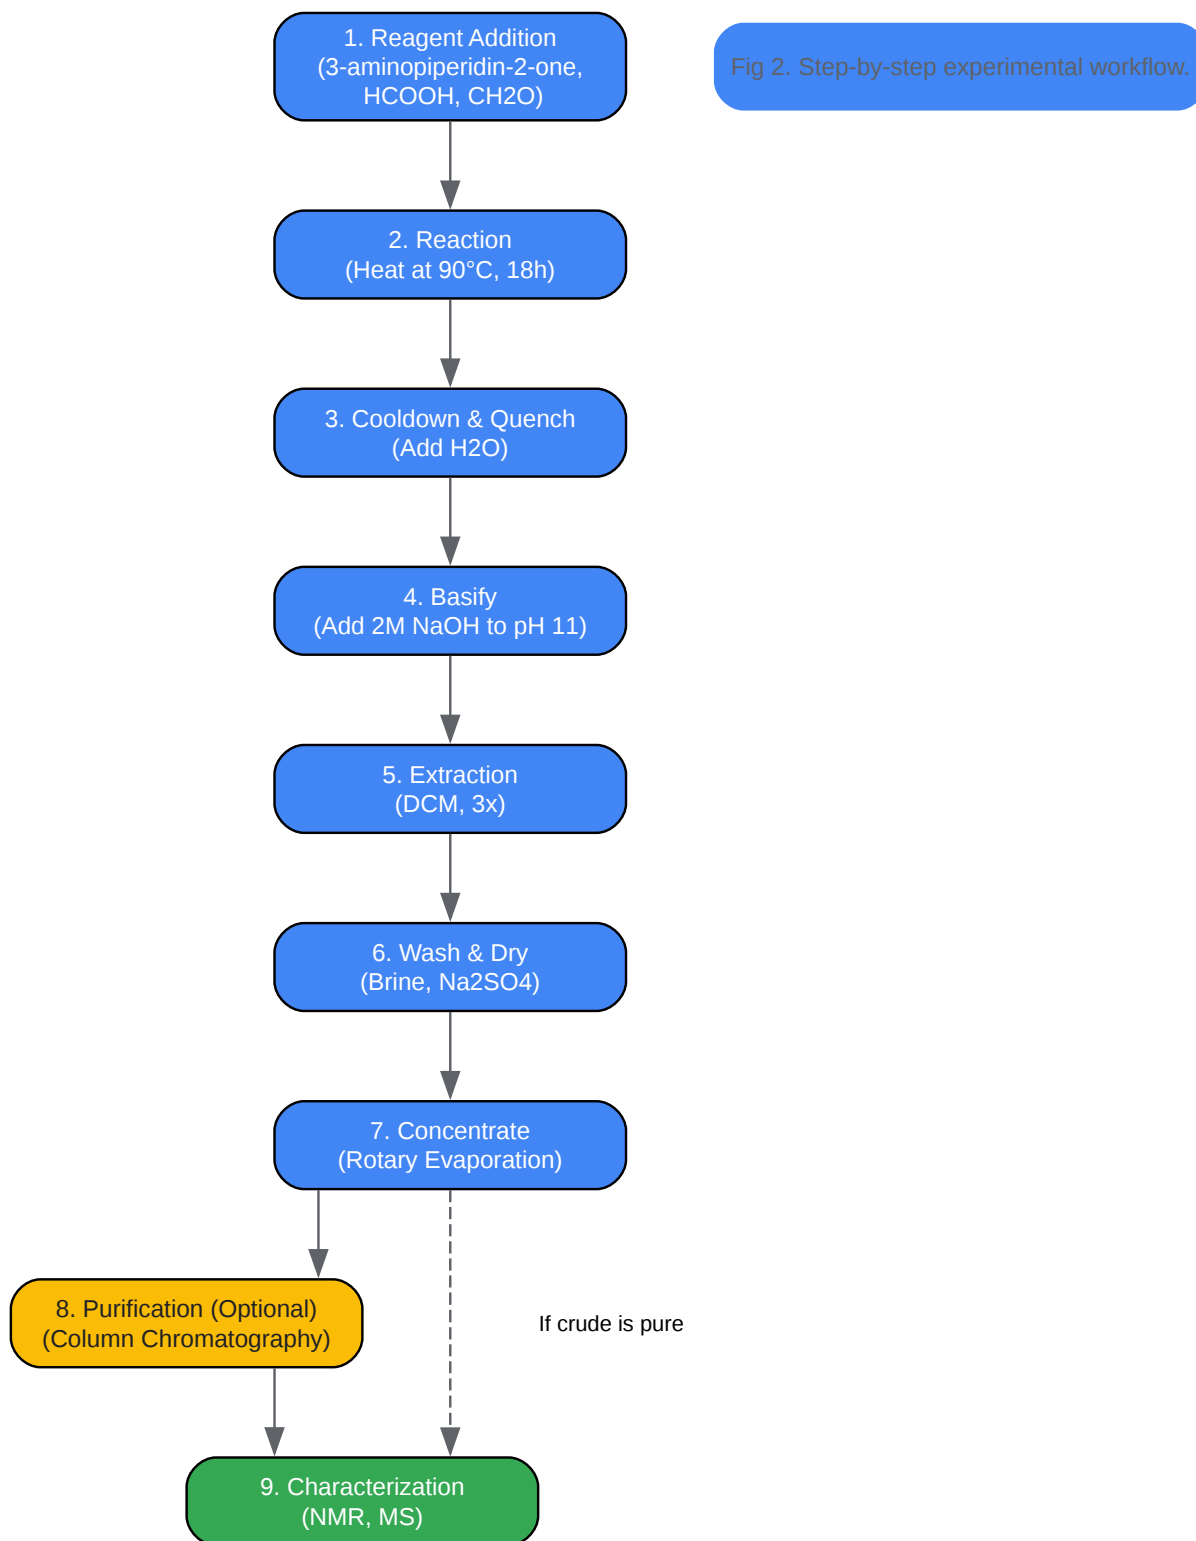 1. Reagent Addition
(3-aminopiperidin-2-one,
HCOOH, CH2O)
Fig 2. Step-by-step experimental workflow.
2. Reaction
(Heat at 90°C, 18h)
3. Cooldown & Quench
(Add H2O)
4. Basify
(Add 2M NaOH to pH 11)
5. Extraction
(DCM, 3x)
6. Wash & Dry
(Brine, Na2SO4)
7. Concentrate
(Rotary Evaporation)
8. Purification (Optional)
(Column Chromatography)
If crude is pure
9. Characterization
(NMR, MS)